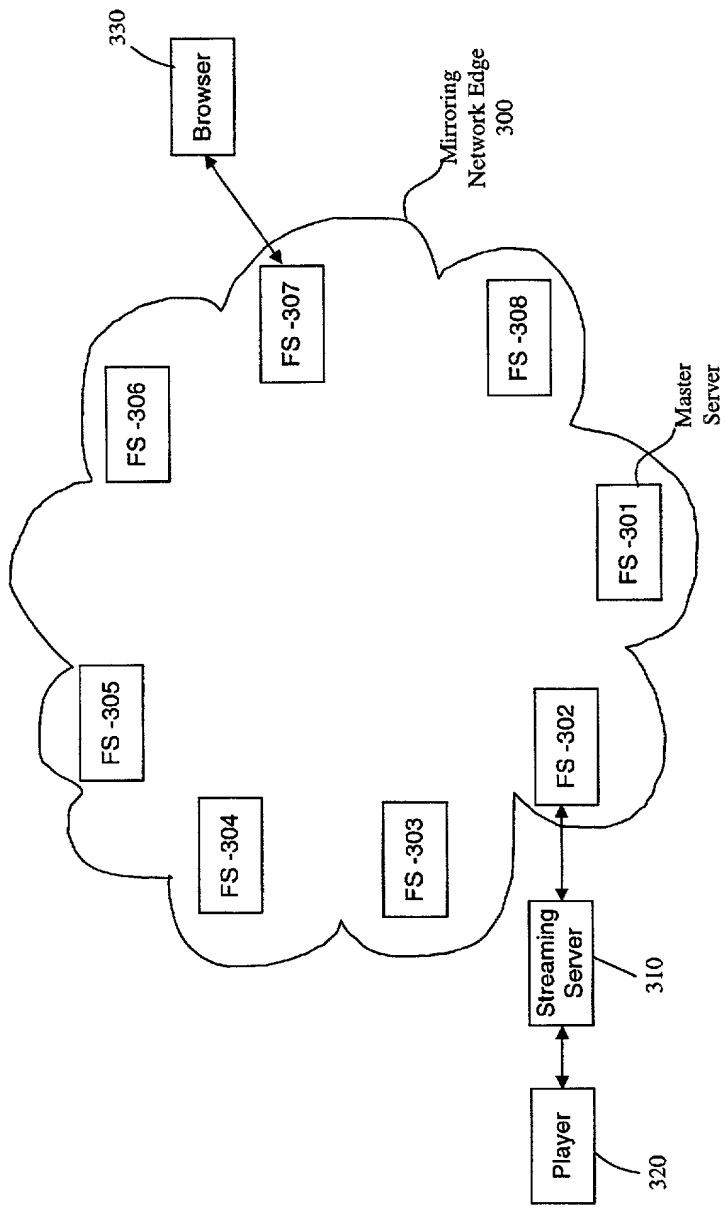 330
Browser
Mirroring
Network Edge
300
FS -307
FS -306
FS -308
FS -305
FS -301
Master
Server
FS -304
FS -303
FS -302
Streaming
Server
310
Player
320